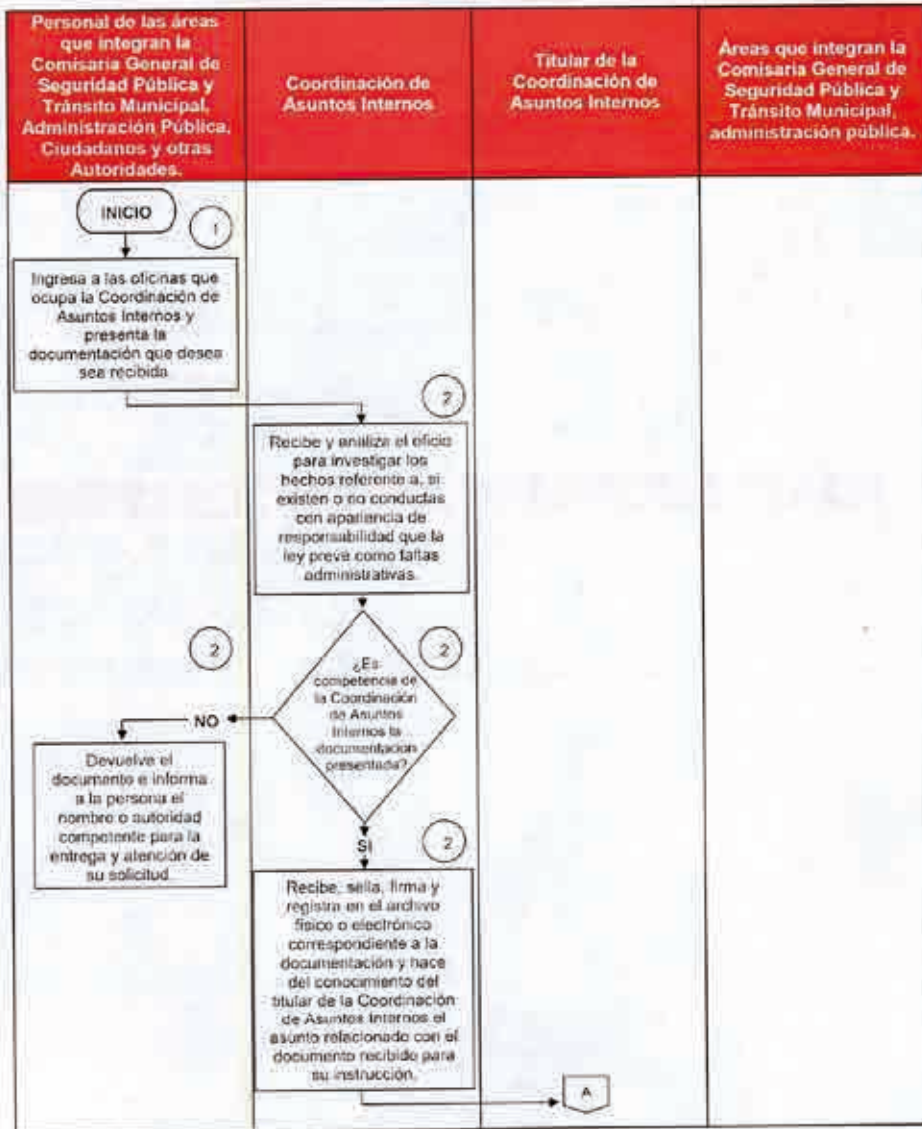 Personal de las áreas
que integran la
Comisaría General de
Seguridad Pública y
Tránsito Municipal,
Administración Pública,
Ciudadanos y otras
Autoridades.
Coordinación de
Asuntos Internos
Titular de la
Coordinación de
Asuntos Internos
Áreas que integran la
Comisaría General de
Seguridad Pública y
Tránsito Municipal,
administración pública.
INICIO
1
Ingresa a las oficinas que
ocupa la Coordinación de
Asuntos Internos y
presenta la
documentación que desea
sea recibida
2
Recibe y analiza el oficio
para investigar los
hechos referente a, si
existen o no conductas
con apariencia de
responsabilidad que la
ley prevé como faltas
administrativas.
2
2
¿Es
competencia de
la Coordinación
de Asuntos
Internos la
documentación
presentada?
NO
Devuelve el
documento e informa
a la persona el
nombre o autoridad
competente para la
entrega y atención de
su solicitud
SI
2
Recibe, sella, firma y
registra en el archivo
físico o electrónico
correspondiente a la
documentación y hace
del conocimiento del
titular de la Coordinación
de Asuntos Internos el
asunto relacionado con el
documento recibido para
su instrucción.
A